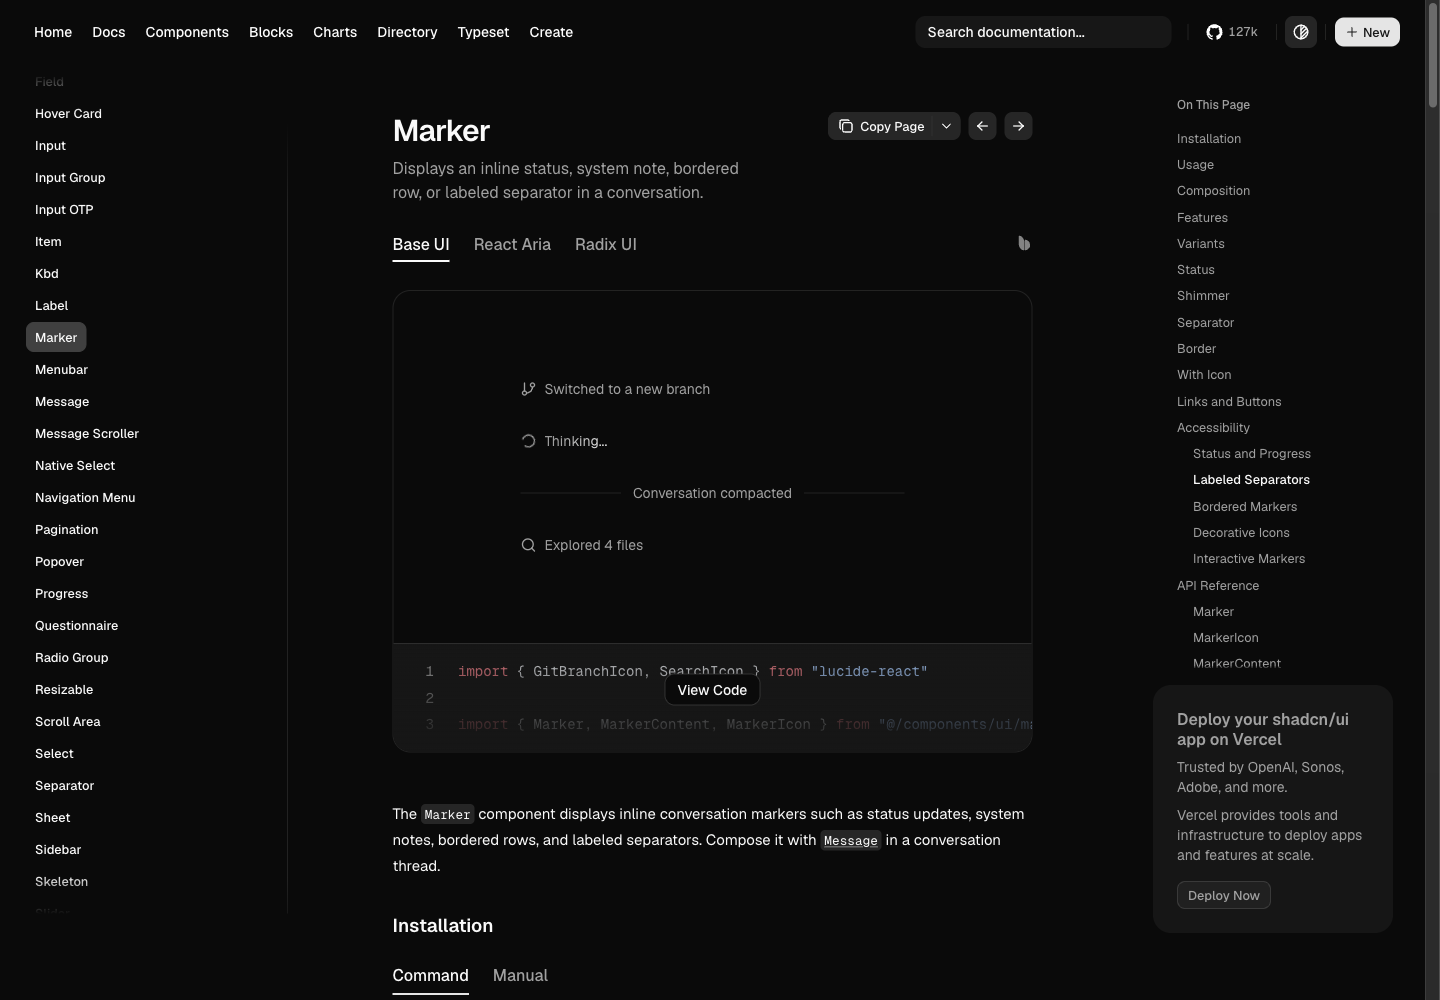 Home Docs Components Blocks Charts Directory Typeset Create
Search documentation...
127k
New
Field
Hover Card
Input
Input Group
Input OTP
Item
Kbd
Label
Marker
Menubar
Message
Message Scroller
Native Select
Navigation Menu
Pagination
Popover
Progress
Questionnaire
Radio Group
Resizable
Scroll Area
Select
Separator
Sheet
Sidebar
Skeleton
Slider
Marker
Copy Page
Displays an inline status, system note, bordered
row, or labeled separator in a conversation.
Base UI React Aria Radix UI
Switched to a new branch
Thinking...
Conversation compacted
Explored 4 files
1 import { GitBranchIcon, SearchIcon } from "lucide-react"
2
View Code
3 import { Marker, MarkerContent, MarkerIcon } from "@/components/ui/ma
The Marker component displays inline conversation markers such as status updates, system
notes, bordered rows, and labeled separators. Compose it with Message in a conversation
thread.
Installation
Command Manual
On This Page
Installation
Usage
Composition
Features
Variants
Status
Shimmer
Separator
Border
With Icon
Links and Buttons
Accessibility
Status and Progress
Labeled Separators
Bordered Markers
Decorative Icons
Interactive Markers
API Reference
Marker
MarkerIcon
MarkerContent
Deploy your shadcn/ui
app on Vercel
Trusted by OpenAI, Sonos,
Adobe, and more.
Vercel provides tools and
infrastructure to deploy apps
and features at scale.
Deploy Now